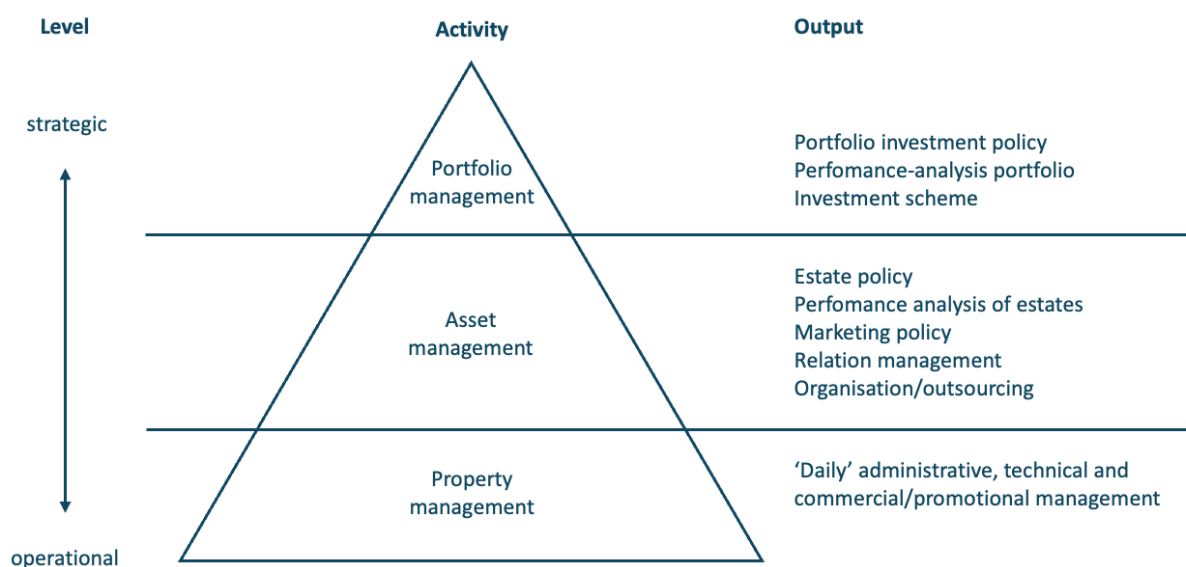 Level
Activity
Output
strategic
Portfolio
management
Portfolio investment policy
Perfomance-analysis portfolio
Investment scheme
Asset
management
Estate policy
Perfomance analysis of estates
Marketing policy
Relation management
Organisation/outsourcing
Property
management
‘Daily’ administrative, technical and
commercial/promotional management
operational